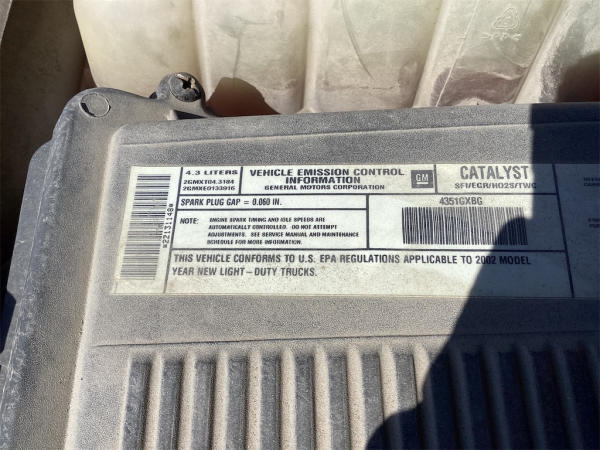 PP-C
4.3 LITERS
2GMXT04.3184
2GMXE0133916
VEHICLE EMISSION CONTROL
INFORMATION
GENERAL MOTORS CORPORATION
GM
CATALYST
SFI/EGR/HO2S/TWC
SPARK PLUG GAP = 0.060 IN.
4351GXBG
NOTE: ENGINE SPARK TIMING AND IDLE SPEEDS ARE
AUTOMATICALLY CONTROLLED. DO NOT ATTEMPT
ADJUSTMENTS. SEE SERVICE MANUAL AND MAINTENANCE
SCHEDULE FOR MORE INFORMATION.
THIS VEHICLE CONFORMS TO U.S. EPA REGULATIONS APPLICABLE TO 2002 MODEL
YEAR NEW LIGHT-DUTY TRUCKS.
*22131148*